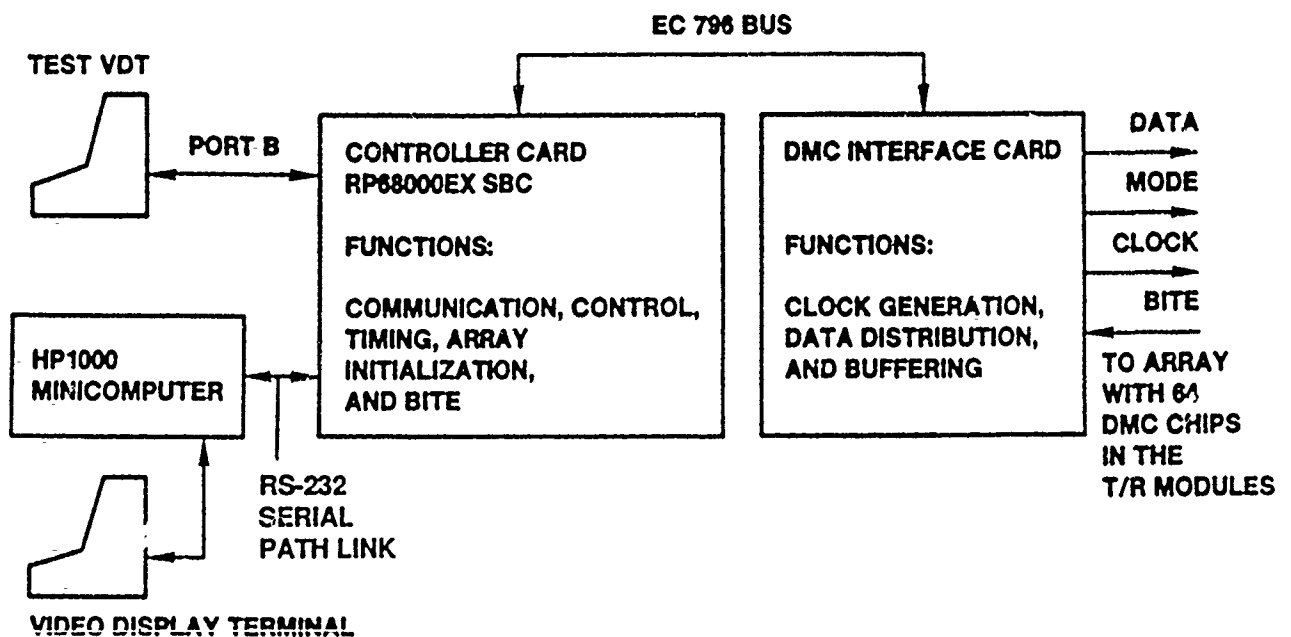 EC 796 BUS
TEST VDT
PORT B
CONTROLLER CARD
RP68000EX SBC
FUNCTIONS:
COMMUNICATION, CONTROL,
TIMING, ARRAY
INITIALIZATION,
AND BITE
DMC INTERFACE CARD
FUNCTIONS:
CLOCK GENERATION,
DATA DISTRIBUTION,
AND BUFFERING
DATA
MODE
CLOCK
BITE
TO ARRAY
WITH 64
DMC CHIPS
IN THE
T/R MODULES
HP1000
MINICOMPUTER
RS-232
SERIAL
PATH LINK
VIDEO DISPLAY TERMINAL